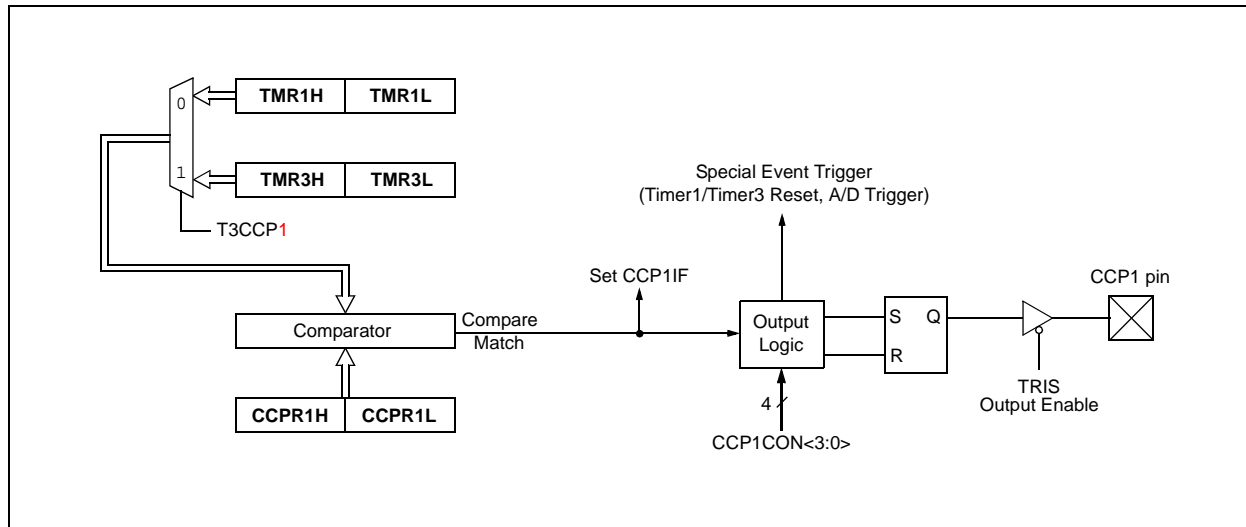 0
TMR1H TMR1L
1
TMR3H TMR3L
T3CCP1
Special Event Trigger
(Timer1/Timer3 Reset, A/D Trigger)
Set CCP1IF
CCP1 pin
Comparator
Compare
Match
Output
Logic
S Q
R
TRIS
Output Enable
CCPR1H CCPR1L
4
CCP1CON<3:0>